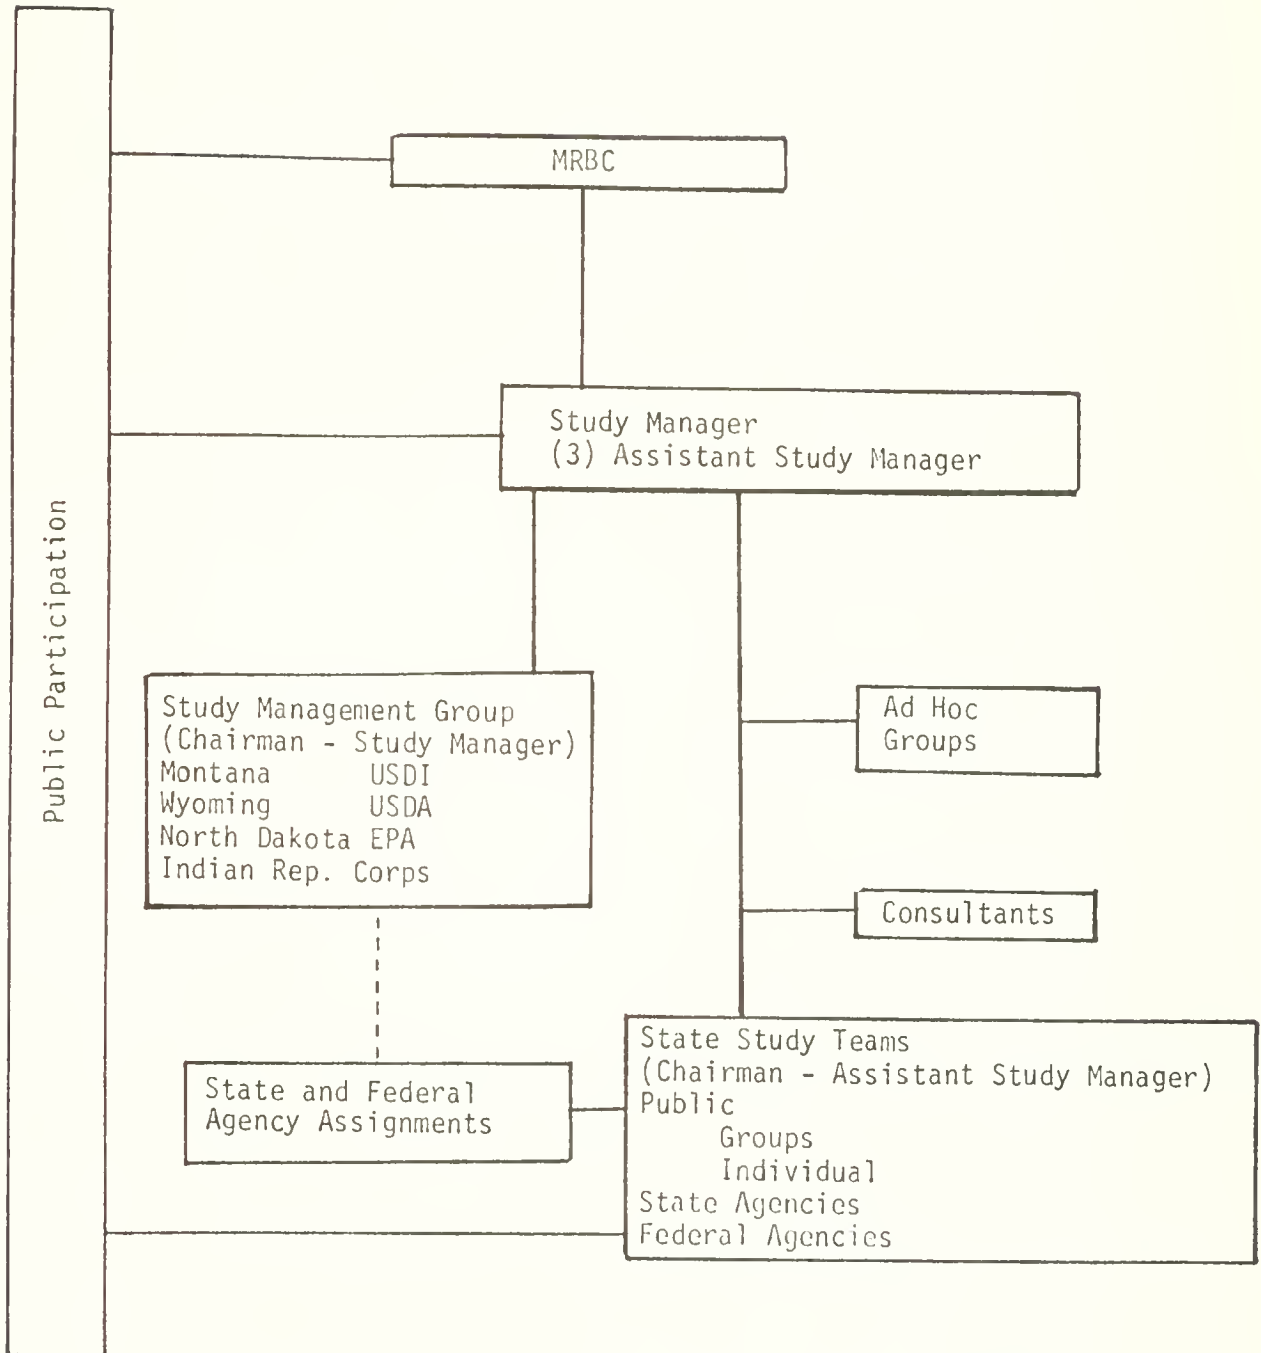 Public Participation
MRBC
Study Manager
(3) Assistant Study Manager
Study Management Group
(Chairman - Study Manager)
Montana USDI
Wyoming USDA
North Dakota EPA
Indian Rep. Corps
Ad Hoc
Groups
Consultants
State and Federal
Agency Assignments
State Study Teams
(Chairman - Assistant Study Manager)
Public
Groups
Individual
State Agencies
Federal Agencies